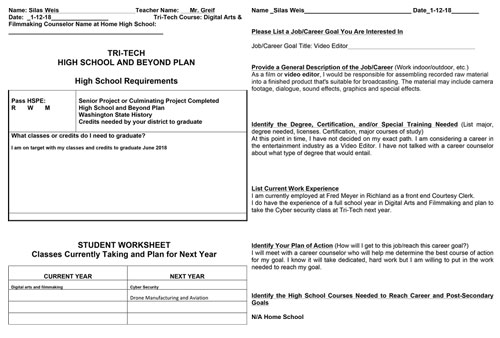 Name: Silas Weis Teacher Name: Mr. Greif
Date: _1-12-18 Tri-Tech Course: Digital Arts &
Filmmaking Counselor Name at Home High School:
TRI-TECH
HIGH SCHOOL AND BEYOND PLAN
High School Requirements
Pass HSPE:
R W M
Senior Project or Culminating Project Completed
High School and Beyond Plan
Washington State History
Credits needed by your district to graduate
What classes or credits do I need to graduate?
I am on target with my classes and credits to graduate June 2018
STUDENT WORKSHEET
Classes Currently Taking and Plan for Next Year
CURRENT YEAR NEXT YEAR
Digital arts and filmmaking Cyber Security
Drone Manufacturing and Aviation
Name _Silas Weis Date_1-12-18
Please List a Job/Career Goal You Are Interested In
Job/Career Goal Title: Video Editor
Provide a General Description of the Job/Career (Work indoor/outdoor, etc.)
As a film or video editor, I would be responsible for assembling recorded raw material
into a finished product that's suitable for broadcasting. The material may include camera
footage, dialogue, sound effects, graphics and special effects.
Identify the Degree, Certification, and/or Special Training Needed (List major,
degree needed, licenses. Certification, major courses of study)
At this point in time, I have not decided on my exact path. I am considering a career in
the entertainment industry as a Video Editor. I have not talked with a career counselor
about what type of degree that would entail.
List Current Work Experience
I am currently employed at Fred Meyer in Richland as a front end Courtesy Clerk.
I do have the experience of a full school year in Digital Arts and Filmmaking and plan to
take the Cyber security class at Tri-Tech next year.
Identify Your Plan of Action (How will I get to this job/reach this career goal?)
I will meet with a career counselor who will help me determine the best course of action
for my goal. I know it will take dedicated, hard work but I am willing to put in the work
needed to reach my goal.
Identify the High School Courses Needed to Reach Career and Post-Secondary
Goals
N/A Home School